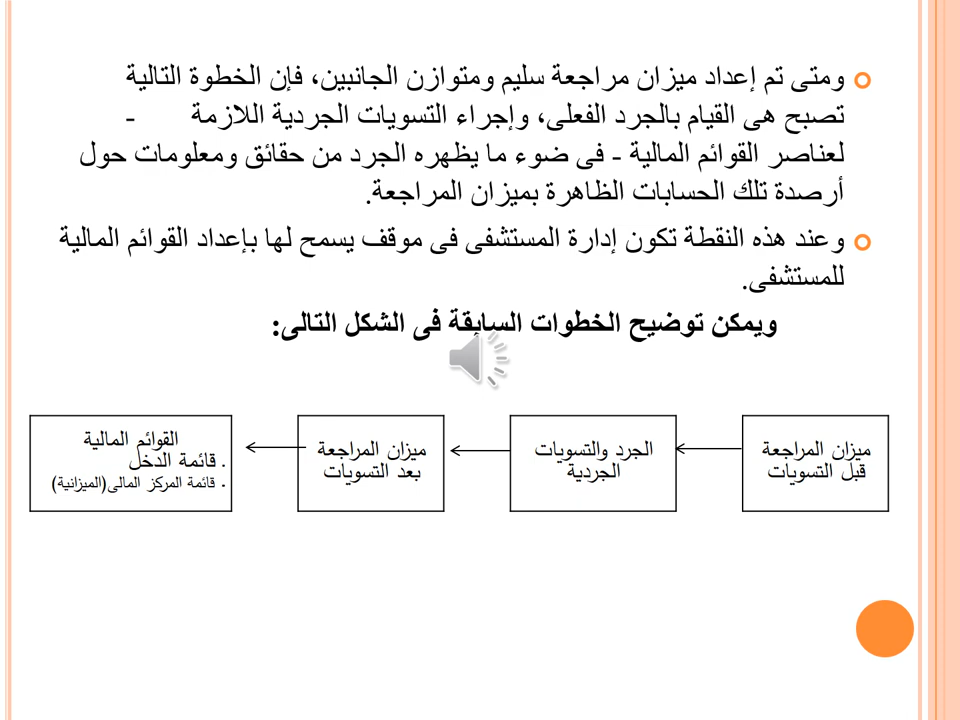 ومتى تم إعداد ميزان مراجعة سليم ومتوازن الجانبين، فإن الخطوة التالية
تصبح هى القيام بالجرد الفعلى، وإجراء التسويات الجردية اللازمة -
لعناصر القوائم المالية - فى ضوء ما يظهره الجرد من حقائق ومعلومات حول
أرصدة تلك الحسابات الظاهرة بميزان المراجعة.
وعند هذه النقطة تكون إدارة المستشفى فى موقف يسمح لها بإعداد القوائم المالية
للمستشفى.
ويمكن توضيح الخطوات السابقة فى الشكل التالى:
ميزان المراجعة
قبل التسويات
الجرد والتسويات
الجردية
ميزان المراجعة
بعد التسويات
القوائم المالية
. قائمة الدخل
. قائمة المركز المالى(الميزانية)